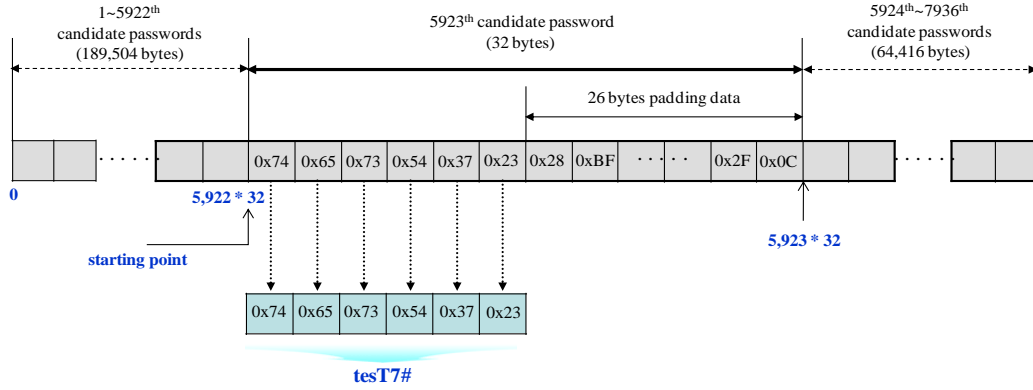 1~5922th
candidate passwords
(189,504 bytes)
5923th candidate password
(32 bytes)
5924th~7936th
candidate passwords
(64,416 bytes)
26 bytes padding data
. . . . . 0x74 0x65 0x73 0x54 0x37 0x23 0x28 0xBF . . . . . 0x2F 0x0C . . . . .
0
5,922 * 32
5,923 * 32
starting point
0x74 0x65 0x73 0x54 0x37 0x23
tesT7#